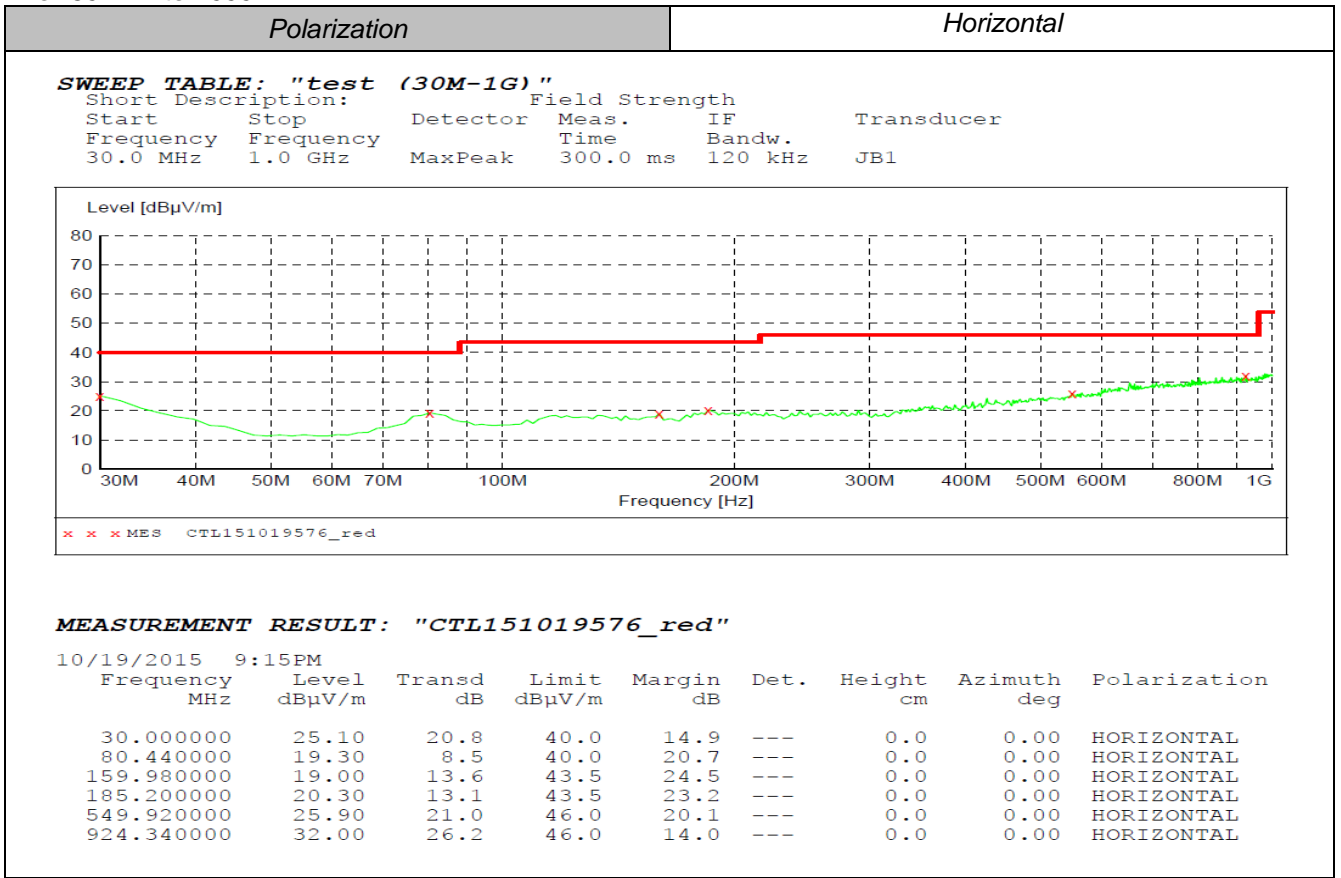 Polarization Horizontal
SWEEP TABLE: "test (30M-1G)"
Short Description: Field Strength
Start Stop Detector Meas. IF Transducer
Frequency Frequency Time Bandw.
30.0 MHz 1.0 GHz MaxPeak 300.0 ms 120 kHz JB1
Level [dBµV/m]
80
70
60
50
40
30
20
10
0
30M 40M 50M 60M 70M 100M 200M 300M 400M 500M 600M 800M 1G
Frequency [Hz]
x x x MES CTL151019576_red
MEASUREMENT RESULT: "CTL151019576_red"
10/19/2015 9:15PM
Frequency Level Transd Limit Margin Det. Height Azimuth Polarization
MHz dBµV/m dB dBµV/m dB cm deg
30.000000 25.10 20.8 40.0 14.9 --- 0.0 0.00 HORIZONTAL
80.440000 19.30 8.5 40.0 20.7 --- 0.0 0.00 HORIZONTAL
159.980000 19.00 13.6 43.5 24.5 --- 0.0 0.00 HORIZONTAL
185.200000 20.30 13.1 43.5 23.2 --- 0.0 0.00 HORIZONTAL
549.920000 25.90 21.0 46.0 20.1 --- 0.0 0.00 HORIZONTAL
924.340000 32.00 26.2 46.0 14.0 --- 0.0 0.00 HORIZONTAL